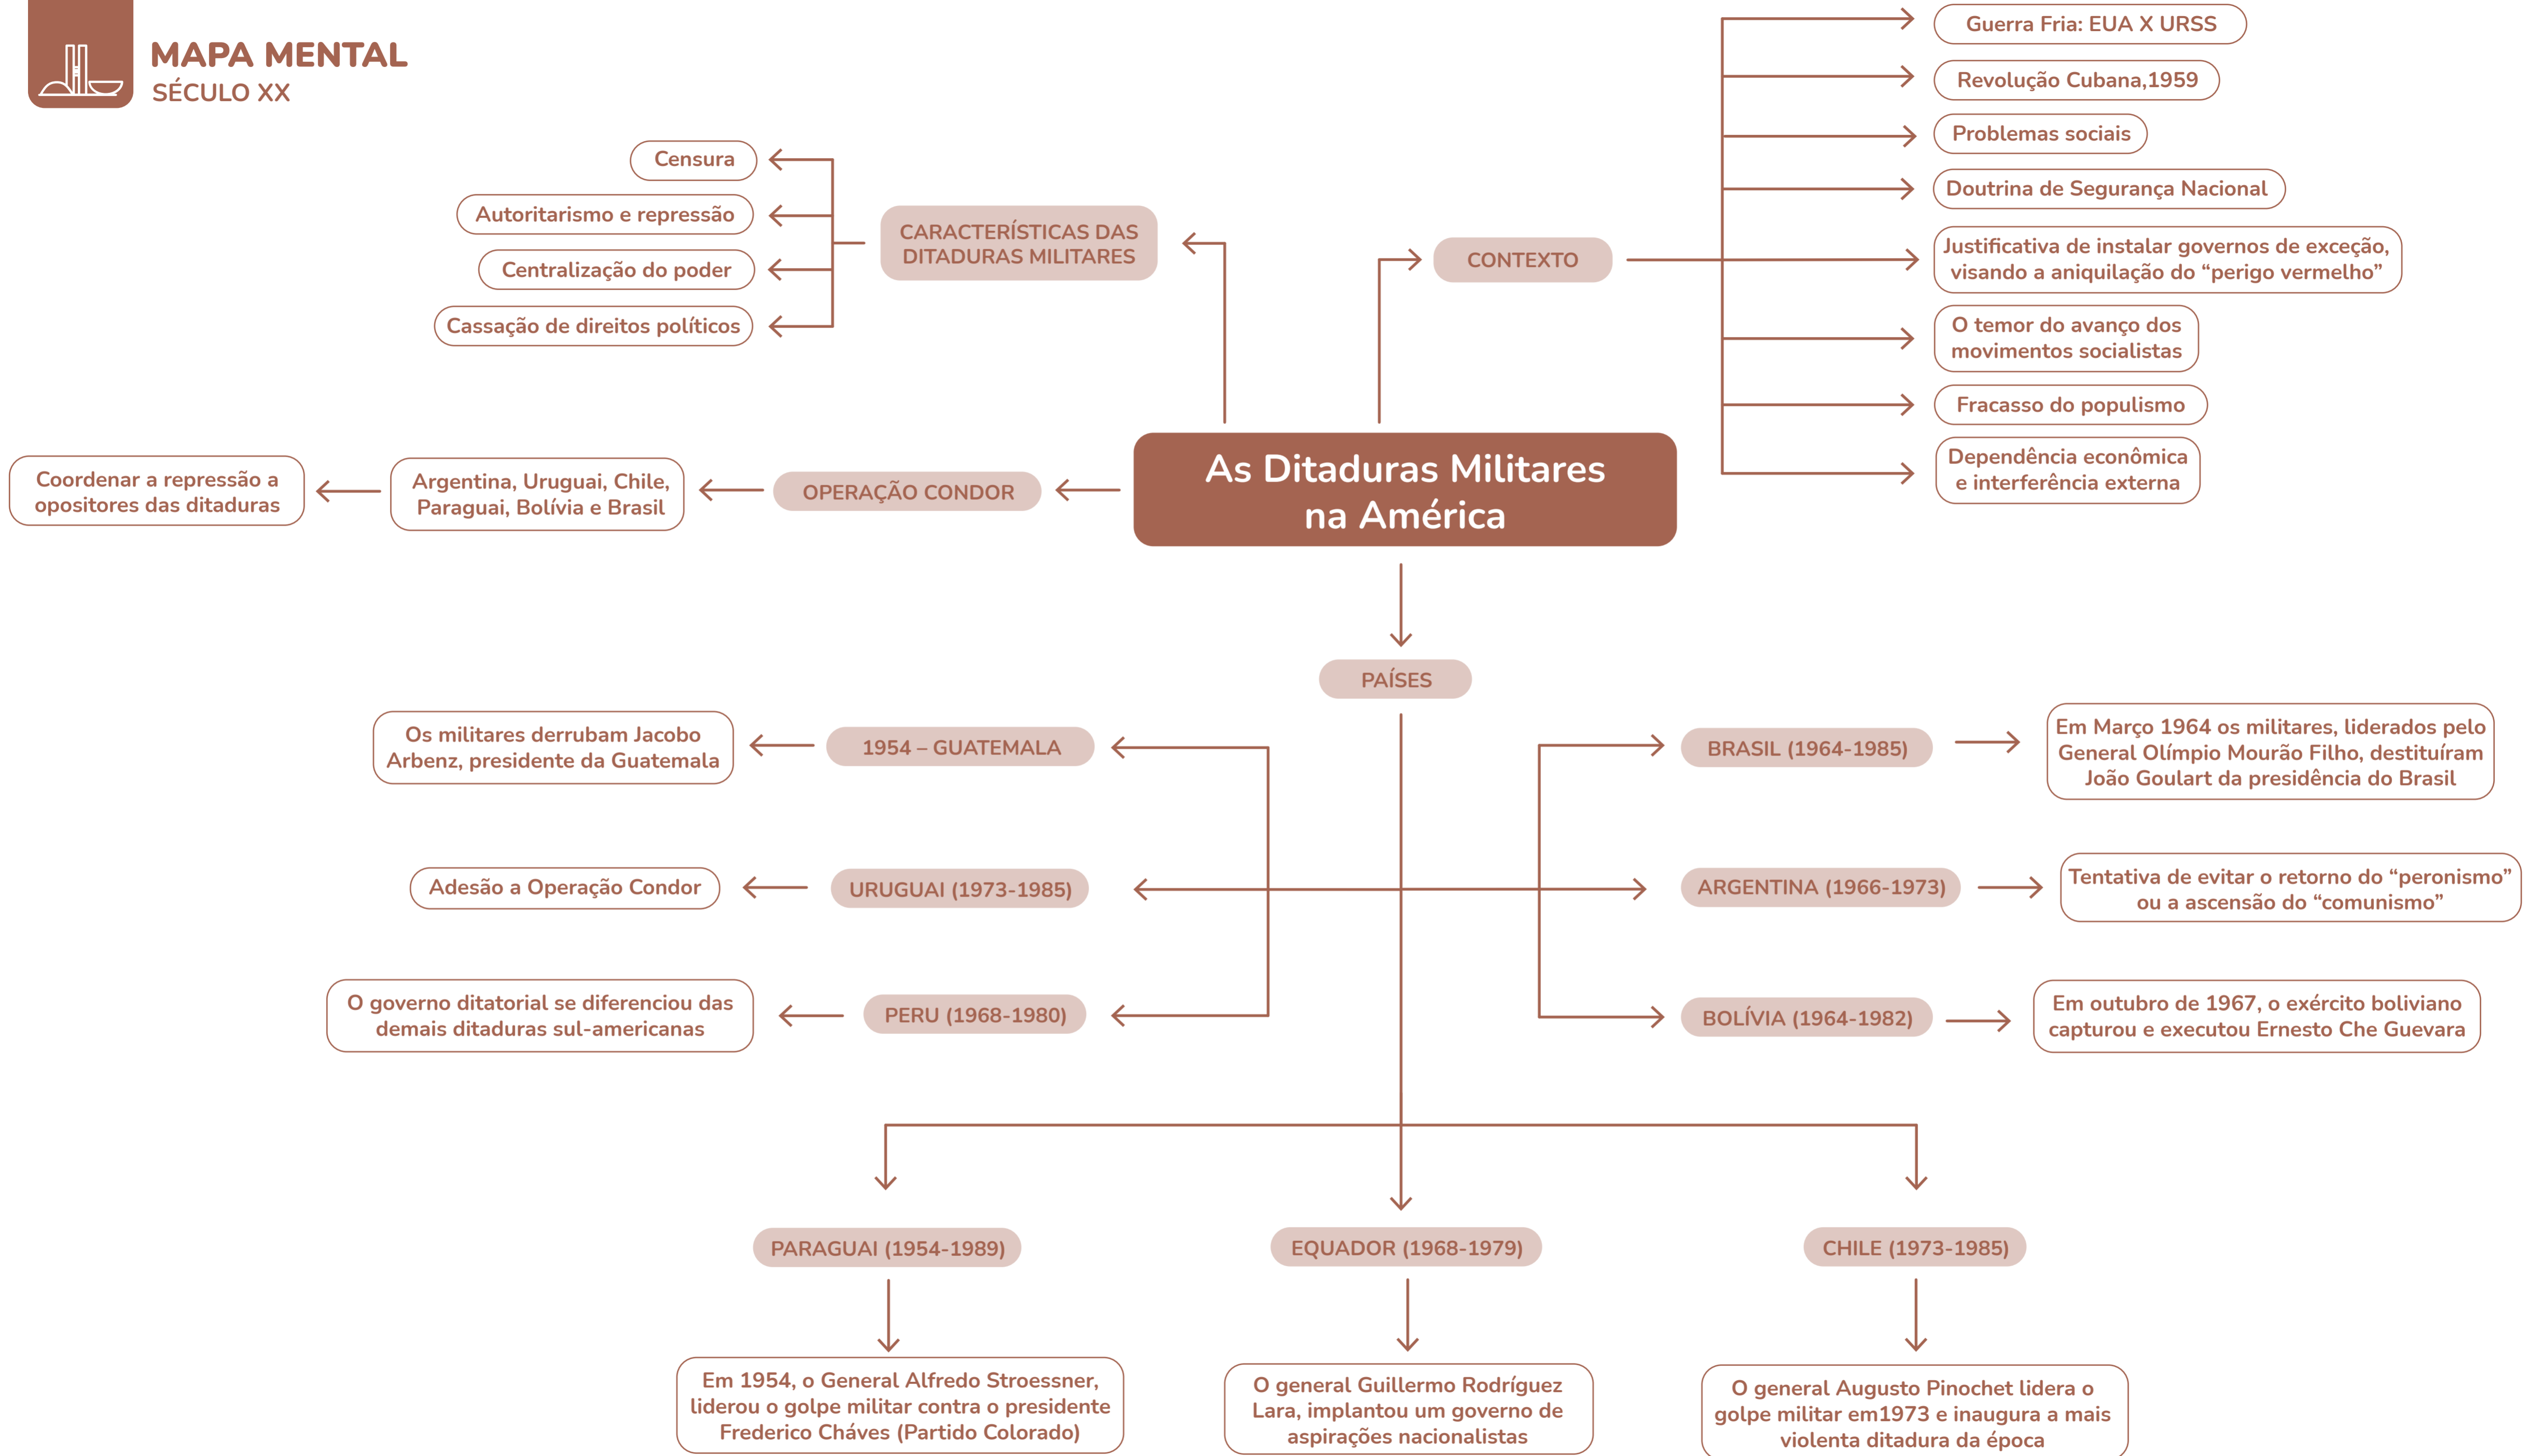 MAPA MENTAL
SÉCULO XX
Censura
Autoritarismo e repressão
Centralização do poder
Cassação de direitos políticos
CARACTERÍSTICAS DAS
DITADURAS MILITARES
CONTEXTO
Guerra Fria: EUA X URSS
Revolução Cubana,1959
Problemas sociais
Doutrina de Segurança Nacional
Justificativa de instalar governos de exceção,
visando a aniquilação do “perigo vermelho”
O temor do avanço dos
movimentos socialistas
Fracasso do populismo
Dependência econômica
e interferência externa
As Ditaduras Militares
na América
OPERAÇÃO CONDOR
Argentina, Uruguai, Chile,
Paraguai, Bolívia e Brasil
Coordenar a repressão a
opositores das ditaduras
PAÍSES
1954 – GUATEMALA
Os militares derrubam Jacobo
Arbenz, presidente da Guatemala
URUGUAI (1973-1985)
Adesão a Operação Condor
PERU (1968-1980)
O governo ditatorial se diferenciou das
demais ditaduras sul-americanas
BRASIL (1964-1985)
Em Março 1964 os militares, liderados pelo
General Olímpio Mourão Filho, destituíram
João Goulart da presidência do Brasil
ARGENTINA (1966-1973)
Tentativa de evitar o retorno do “peronismo”
ou a ascensão do “comunismo”
BOLÍVIA (1964-1982)
Em outubro de 1967, o exército boliviano
capturou e executou Ernesto Che Guevara
PARAGUAI (1954-1989)
Em 1954, o General Alfredo Stroessner,
liderou o golpe militar contra o presidente
Frederico Cháves (Partido Colorado)
EQUADOR (1968-1979)
O general Guillermo Rodríguez
Lara, implantou um governo de
aspirações nacionalistas
CHILE (1973-1985)
O general Augusto Pinochet lidera o
golpe militar em1973 e inaugura a mais
violenta ditadura da época